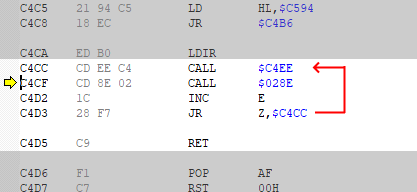 C4C5 21 94 C5 LD HL,$C594
C4C8 18 EC JR $C4B6
C4CA ED B0 LDIR
C4CC CD EE C4 CALL $C4EE
C4CF CD 8E 02 CALL $028E
C4D2 1C INC E
C4D3 28 F7 JR Z,$C4CC
C4D5 C9 RET
C4D6 F1 POP AF
C4D7 C7 RST 00H